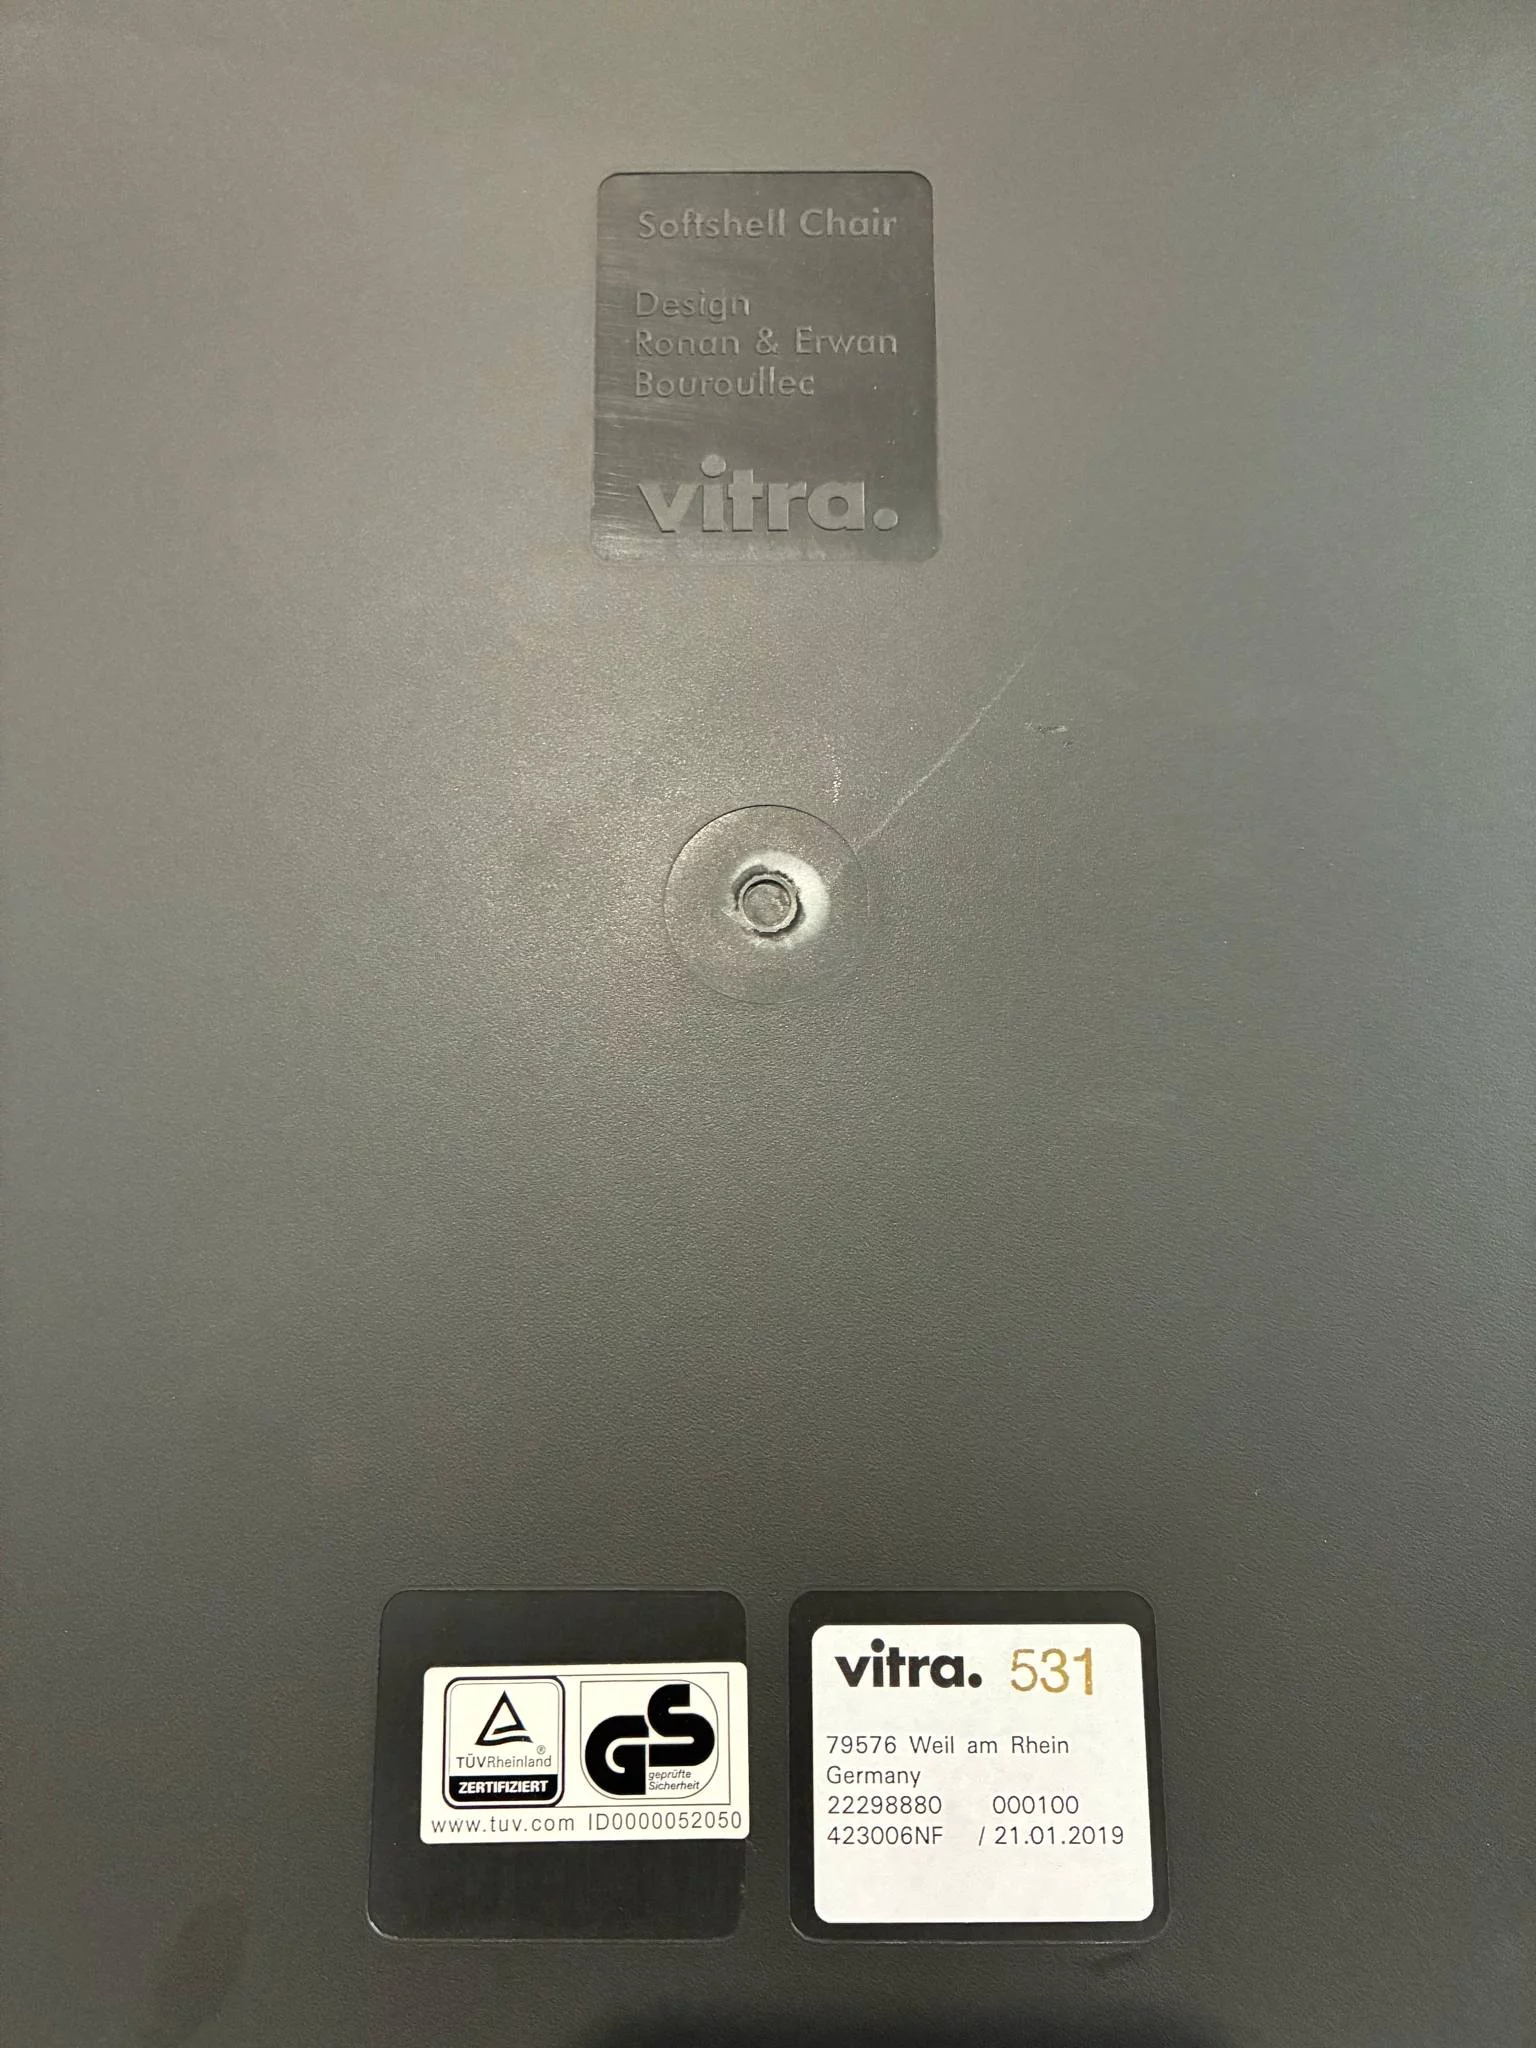 Softshell Chair
Design
Ronan & Erwan
Bouroullec
vitra.
TÜVRheinland®
ZERTIFIZIERT
GS
geprüfte
Sicherheit
www.tuv.com ID0000052050
vitra. 531
79576 Weil am Rhein
Germany
22298880 000100
423006NF / 21.01.2019